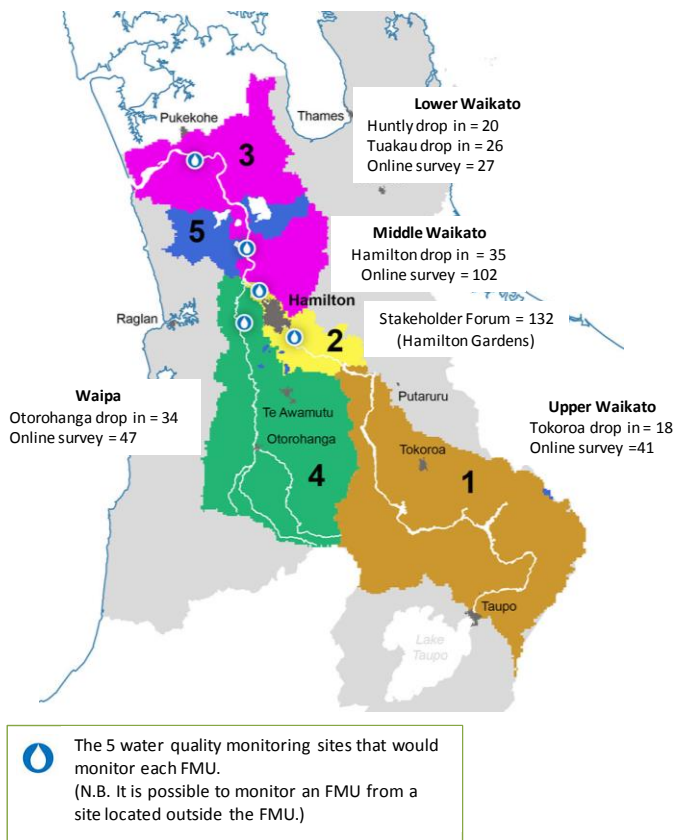 Pukekohe
Thames
3
Lower Waikato
Huntly drop in = 20
Tuakau drop in = 26
Online survey = 27
5
Middle Waikato
Hamilton drop in = 35
Online survey = 102
Raglan
Hamilton
2
Stakeholder Forum = 132
(Hamilton Gardens)
Waipa
Otorohanga drop in = 34
Online survey = 47
Te Awamutu
Otorohanga
4
Putaruru
Tokoroa
1
Upper Waikato
Tokoroa drop in = 18
Online survey =41
Taupo
Lake
Taupo
The 5 water quality monitoring sites that would
monitor each FMU.
(N.B. It is possible to monitor an FMU from a
site located outside the FMU.)